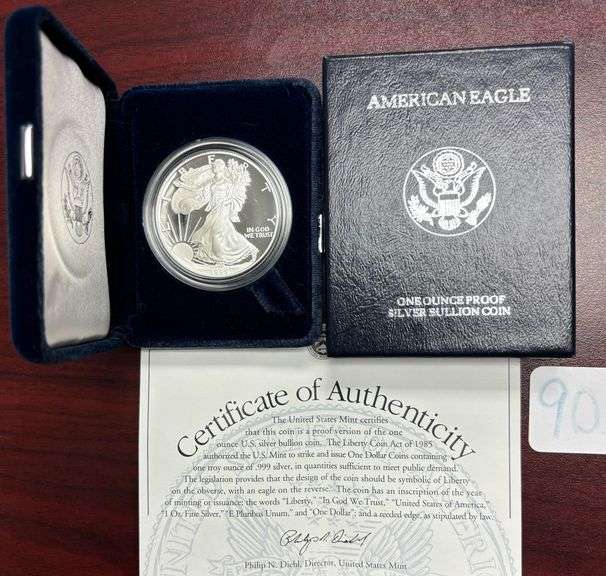 LIBERTY
IN GOD
WE TRUST
AMERICAN EAGLE
ONE OUNCE PROOF
SILVER BULLION COIN
90
Certificate of Authenticity
The United States Mint certifies
that this coin is a proof version of the one
ounce U.S. silver bullion coin. The Liberty Coin Act of 1985
authorized the U.S. Mint to strike and issue One Dollar Coins containing
one troy ounce of .999 silver, in quantities sufficient to meet public demand.
The legislation provides that the design of the coin should be symbolic of Liberty
on the obverse, with an eagle on the reverse. The coin has an inscription of the year
of minting or issuance; the words "Liberty," "In God We Trust," "United States of America,"
"1 Oz. Fine Silver," "E Pluribus Unum," and "One Dollar"; and a reeded edge, as stipulated by law.
Philip N. Diehl
Philip N. Diehl, Director, United States Mint